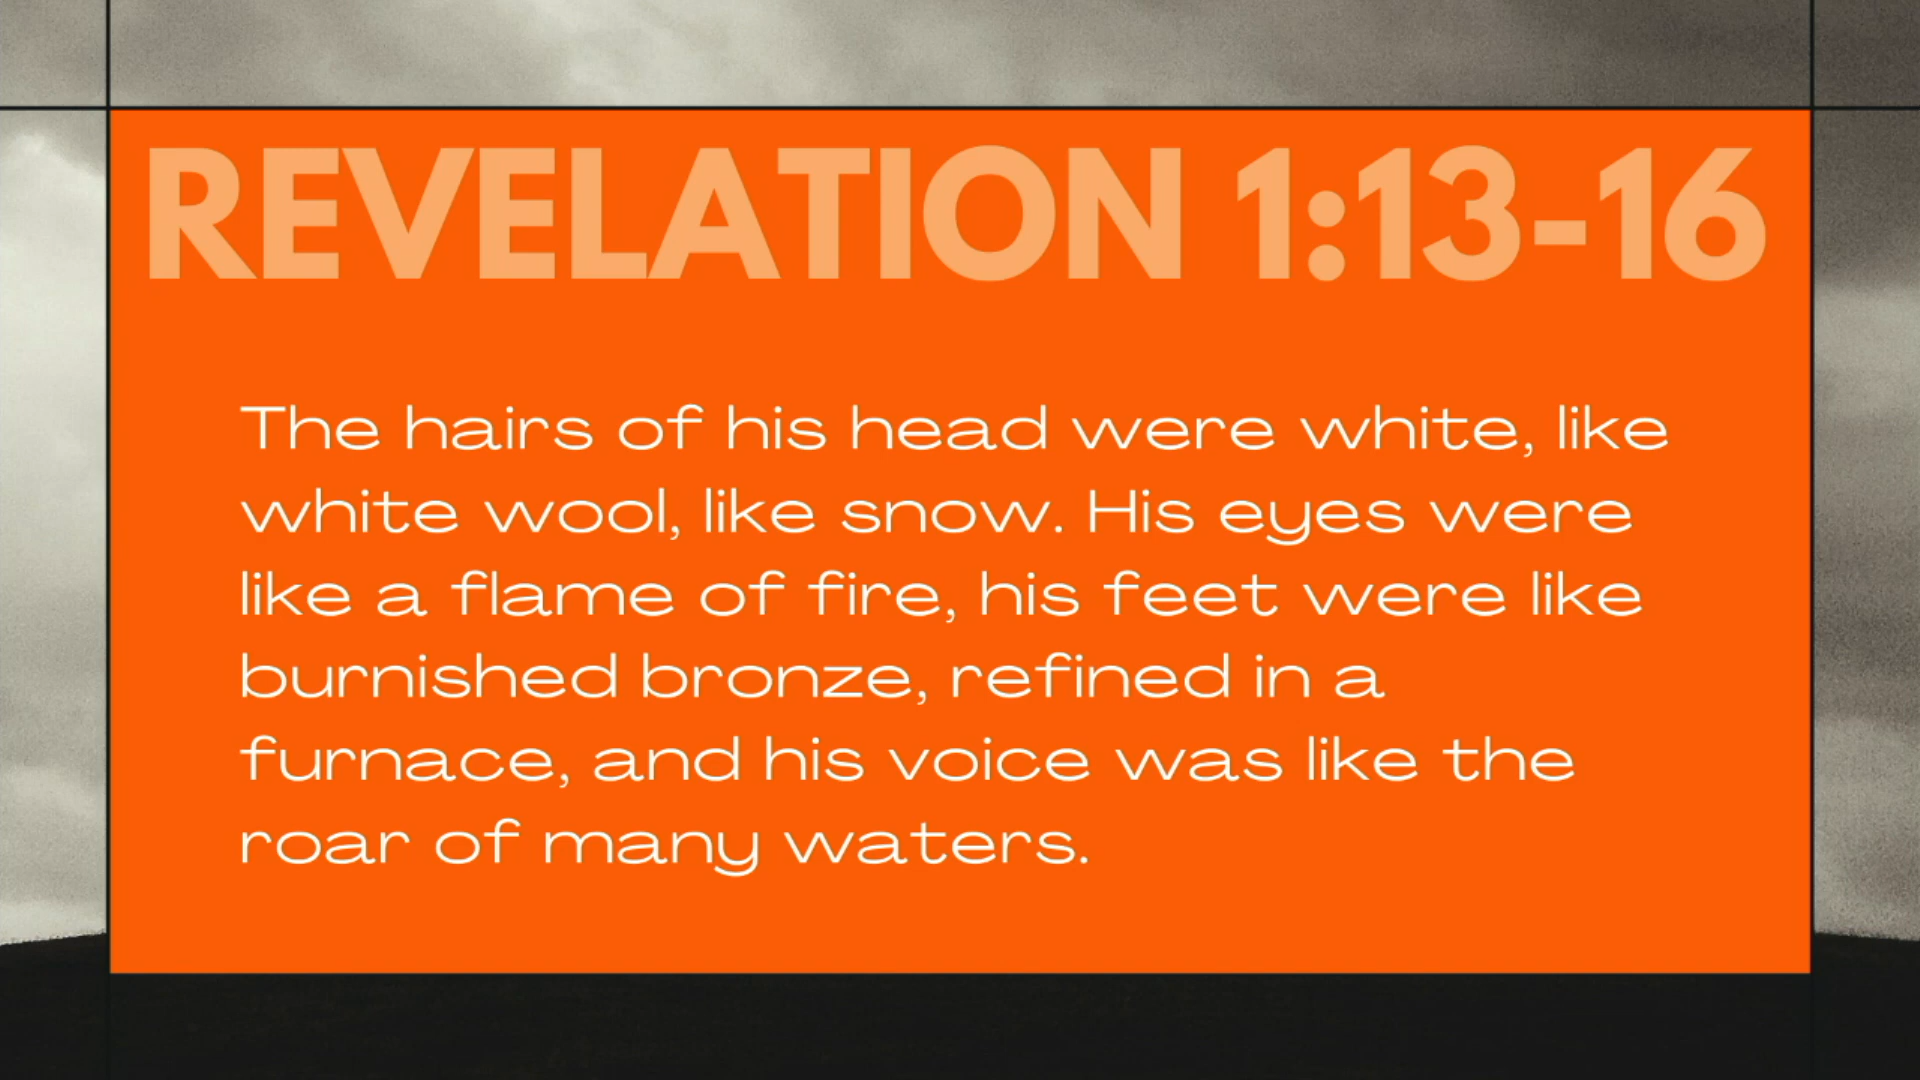 REVELATION 1:13-16
The hairs of his head were white, like
white wool, like snow. His eyes were
like a flame of fire, his feet were like
burnished bronze, refined in a
furnace, and his voice was like the
roar of many waters.